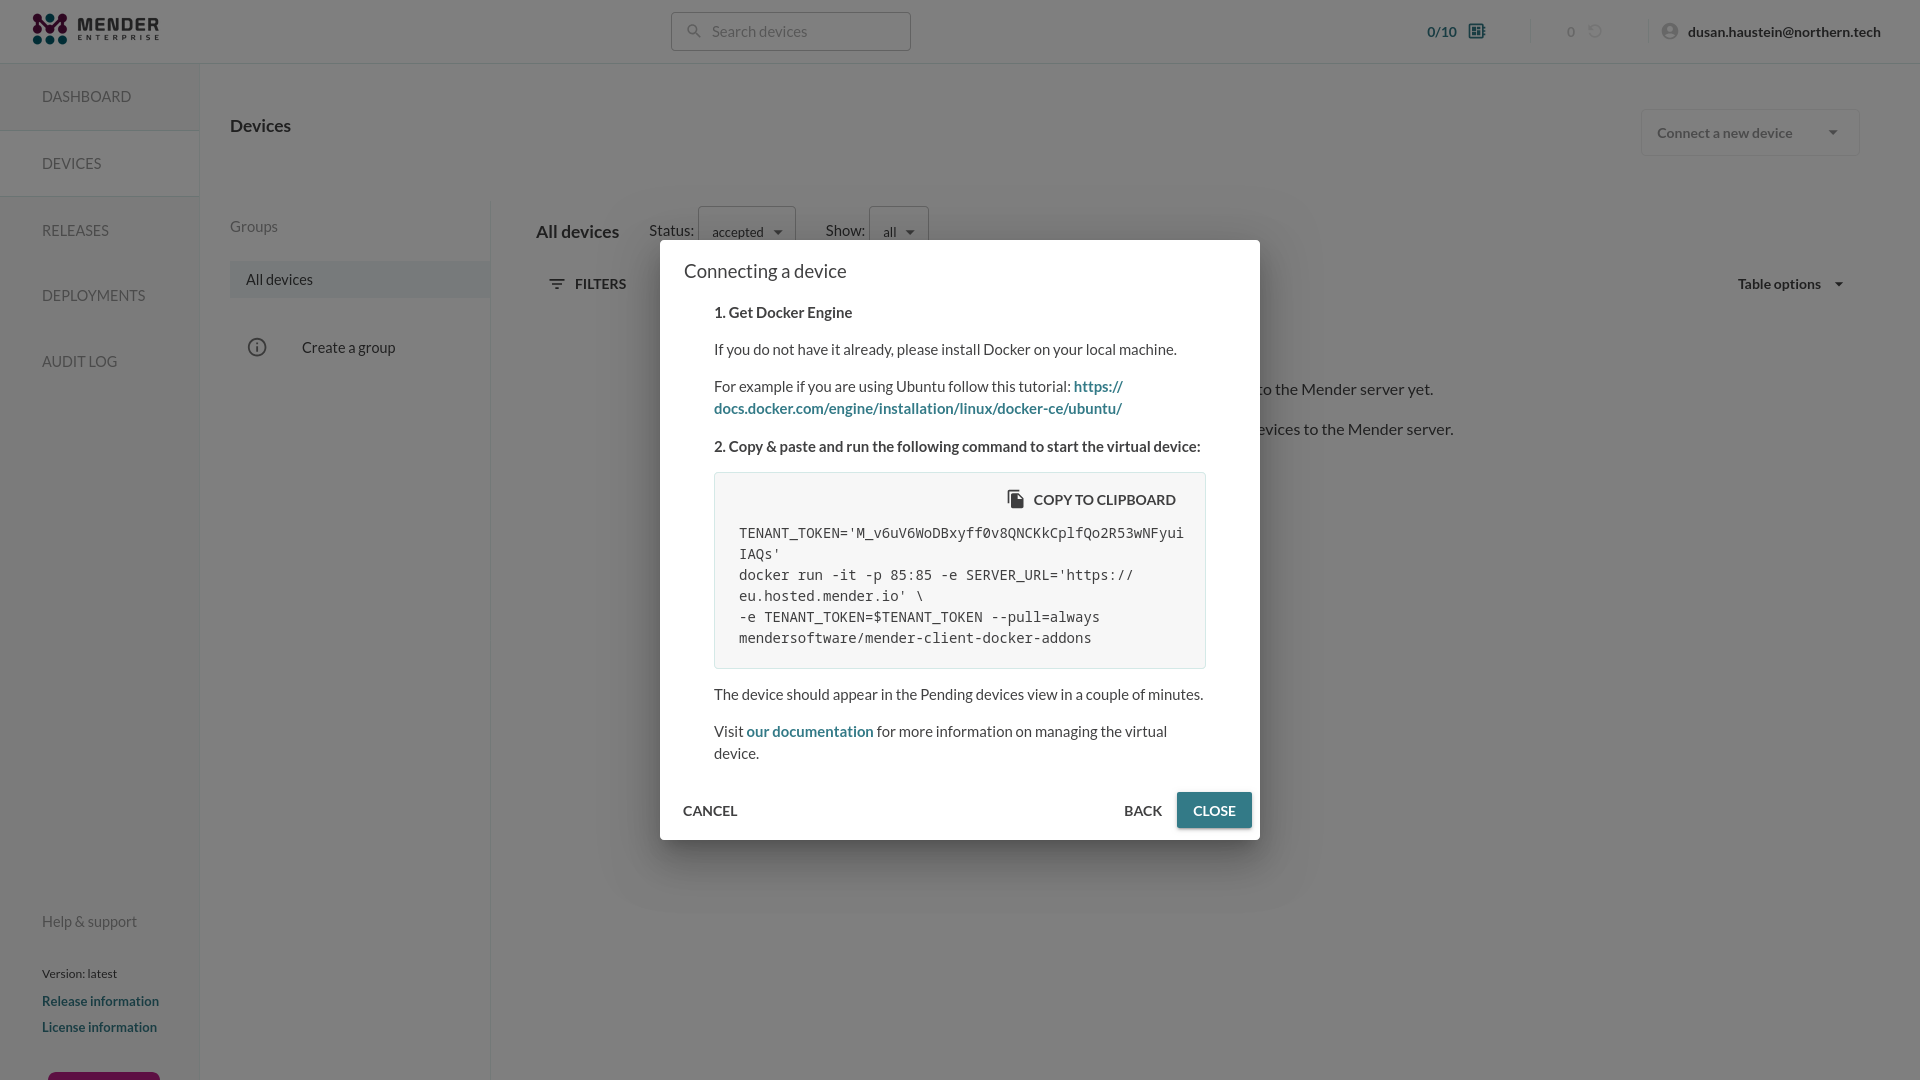 MENDER
ENTERPRISE
Search devices
0/10
0
dusan.haustein@northern.tech
DASHBOARD
DEVICES
RELEASES
DEPLOYMENTS
AUDIT LOG
Help & support
Version: latest
Release information
License information
Devices
Connect a new device
Groups
All devices
Create a group
All devices
Status:
accepted
Show:
all
FILTERS
Table options
to the Mender server yet.
evices to the Mender server.
Connecting a device
1. Get Docker Engine
If you do not have it already, please install Docker on your local machine.
For example if you are using Ubuntu follow this tutorial: https://
docs.docker.com/engine/installation/linux/docker-ce/ubuntu/
2. Copy & paste and run the following command to start the virtual device:
COPY TO CLIPBOARD
TENANT_TOKEN='M_v6uV6WoDBxyff0v8QNCKkCplfQo2R53wNFyui
IAQs'
docker run -it -p 85:85 -e SERVER_URL='https://
eu.hosted.mender.io' \
-e TENANT_TOKEN=$TENANT_TOKEN --pull=always
mendersoftware/mender-client-docker-addons
The device should appear in the Pending devices view in a couple of minutes.
Visit our documentation for more information on managing the virtual
device.
CANCEL
BACK
CLOSE